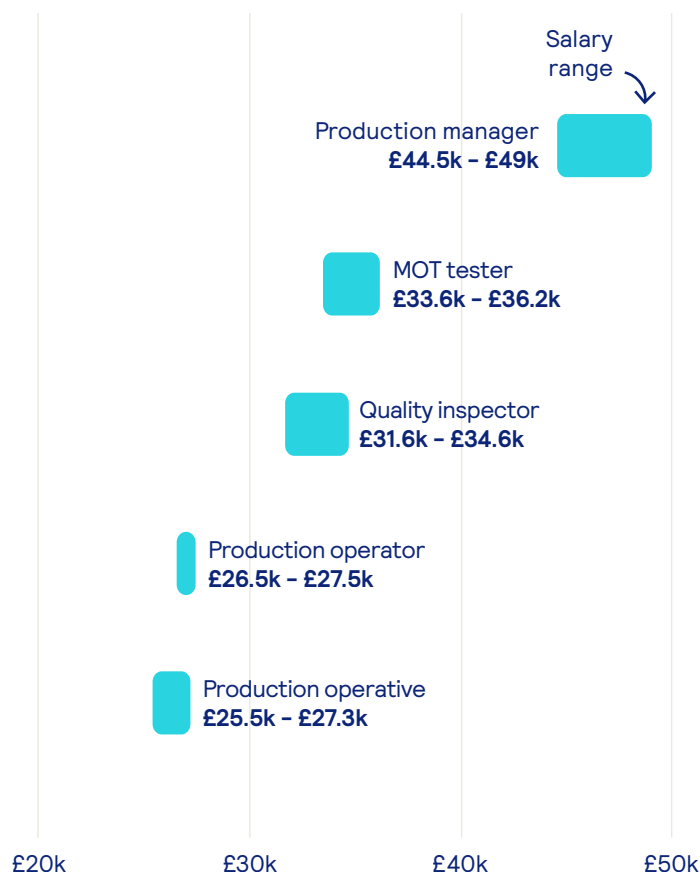 Salary
range
Production manager
£44.5k – £49k
MOT tester
£33.6k – £36.2k
Quality inspector
£31.6k – £34.6k
Production operator
£26.5k – £27.5k
Production operative
£25.5k – £27.3k
£20k £30k £40k £50k